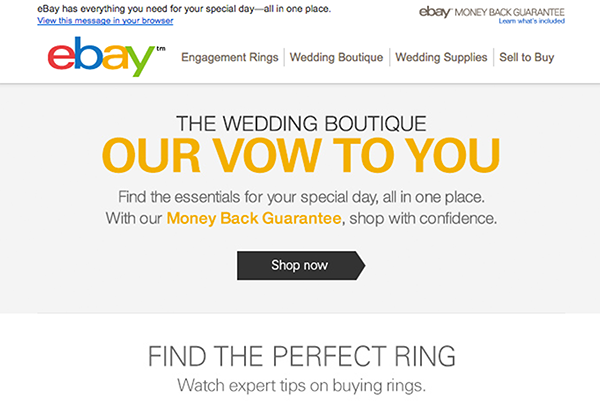 eBay has everything you need for your special day—all in one place.
View this message in your browser
ebay™ MONEY BACK GUARANTEE
Learn what's included
ebay™
Engagement Rings Wedding Boutique Wedding Supplies Sell to Buy
THE WEDDING BOUTIQUE
OUR VOW TO YOU
Find the essentials for your special day, all in one place.
With our Money Back Guarantee, shop with confidence.
Shop now
FIND THE PERFECT RING
Watch expert tips on buying rings.